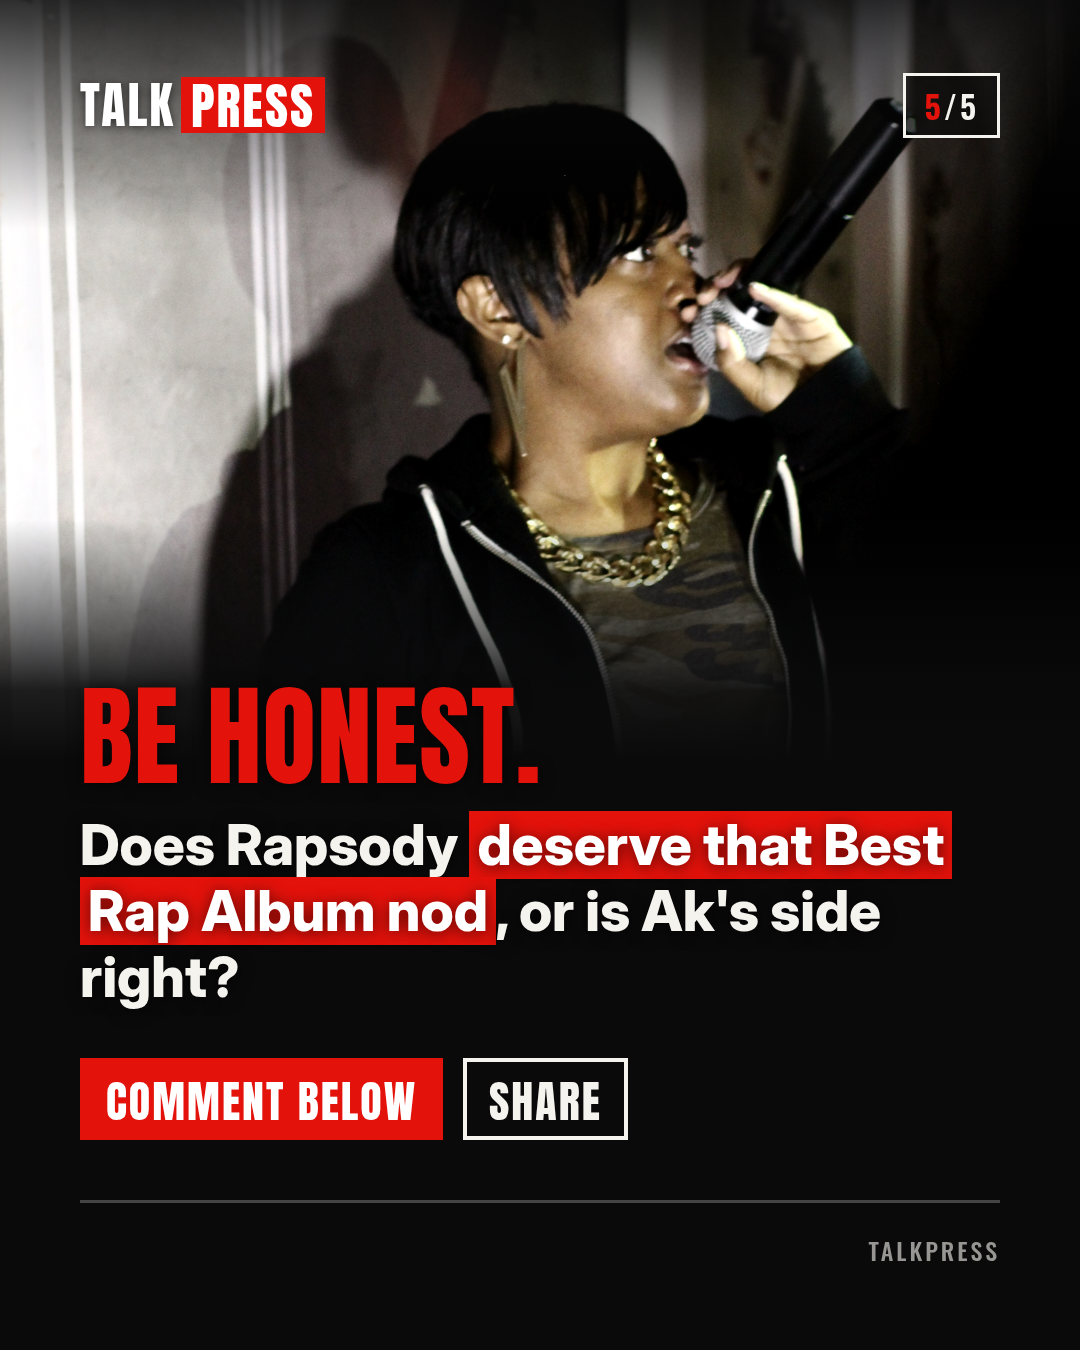 TALK PRESS
5/5
BE HONEST.
Does Rapsody deserve that Best
Rap Album nod, or is Ak's side
right?
COMMENT BELOW
SHARE
TALKPRESS